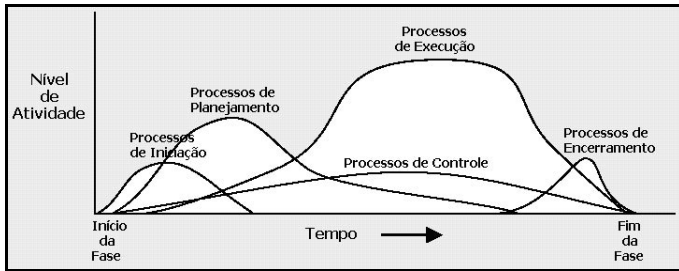 Processos
de Execução
Nível
de
Atividade
Processos de
Planejamento
Processos
de Iniciação
Processos de
Encerramento
Processos de Controle
Início
da
Fase
Tempo
Fim
da
Fase